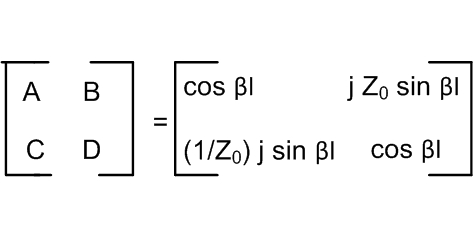 A B cos βl j Z₀ sin βl
=
C D (1/Z₀) j sin βl cos βl